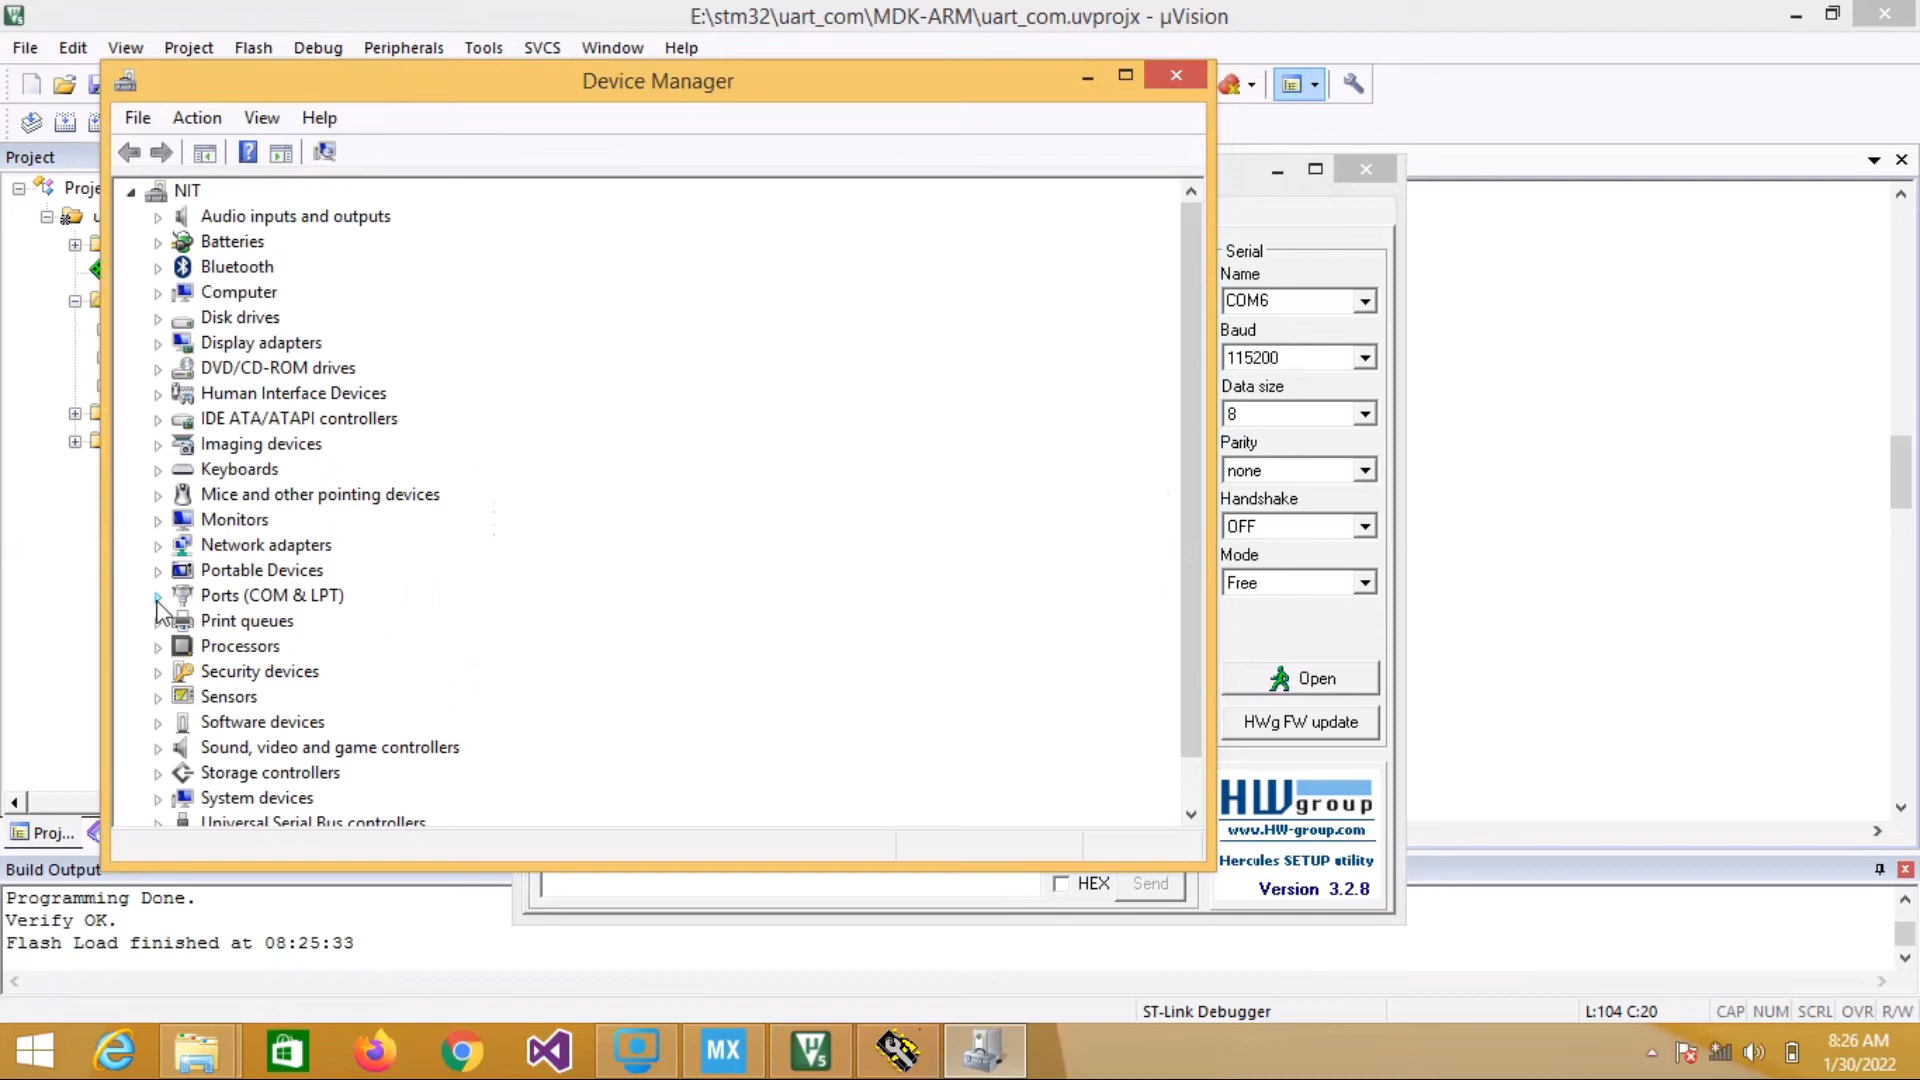 E:\stm32\uart_com\MDK-ARM\uart_com.uvprojx - µVision
File Edit View Project Flash Debug Peripherals Tools SVCS Window Help
Device Manager
File Action View Help
Project
NIT
Audio inputs and outputs
Batteries
Bluetooth
Computer
Disk drives
Display adapters
DVD/CD-ROM drives
Human Interface Devices
IDE ATA/ATAPI controllers
Imaging devices
Keyboards
Mice and other pointing devices
Monitors
Network adapters
Portable Devices
Ports (COM & LPT)
Print queues
Processors
Security devices
Sensors
Software devices
Sound, video and game controllers
Storage controllers
System devices
Universal Serial Bus controllers
Serial
Name
COM6
Baud
115200
Data size
8
Parity
none
Handshake
OFF
Mode
Free
Open
HWg FW update
HWgroup
www.HW-group.com
Hercules SETUP utility
Version 3.2.8
HEX Send
Proj...
Build Output
Programming Done.
Verify OK.
Flash Load finished at 08:25:33
ST-Link Debugger L:104 C:20 CAP NUM SCRL OVR R/W
MX
8:26 AM
1/30/2022